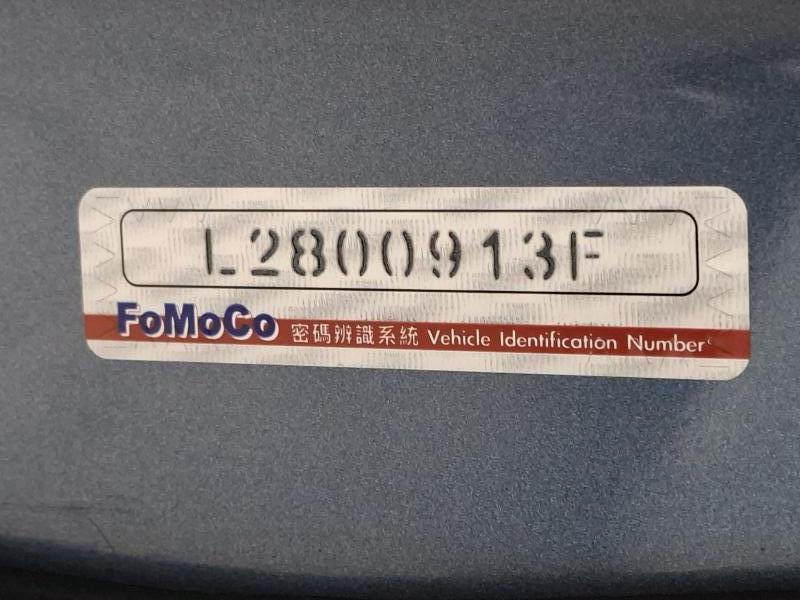 L2800913F
FoMoCo 密碼辨識系統 Vehicle Identification Number